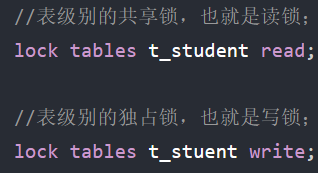 //表级别的共享锁，也就是读锁；
lock tables t_student read;
//表级别的独占锁，也就是写锁；
lock tables t_stuent write;